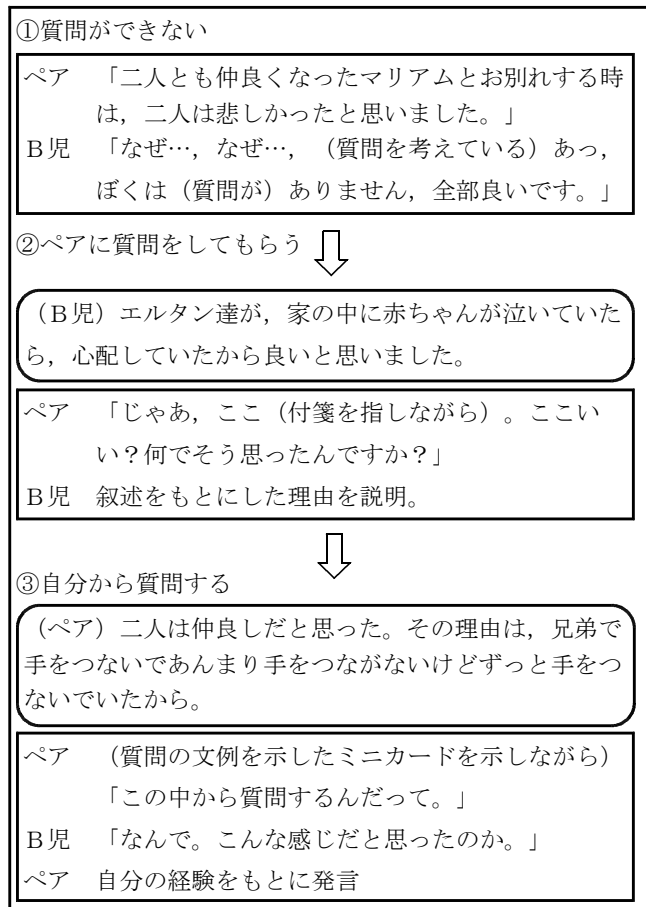 ①質問ができない
ペア 「二人とも仲良くなったマリアムとお別れする時
は，二人は悲しかったと思いました。」
Ｂ児 「なぜ…，なぜ…，（質問を考えている）あっ，
ぼくは（質問が）ありません，全部良いです。」
②ペアに質問をしてもらう
（Ｂ児）エルタン達が，家の中に赤ちゃんが泣いていた
ら，心配していたから良いと思いました。
ペア 「じゃあ，ここ（付箋を指しながら）。ここい
い？何でそう思ったんですか？」
Ｂ児 叙述をもとにした理由を説明。
③自分から質問する
（ペア）二人は仲良しだと思った。その理由は，兄弟で
手をつないであんまり手をつながないけどずっと手をつ
ないでいたから。
ペア （質問の文例を示したミニカードを示しながら）
「この中から質問するんだって。」
Ｂ児 「なんで。こんな感じだと思ったのか。」
ペア 自分の経験をもとに発言